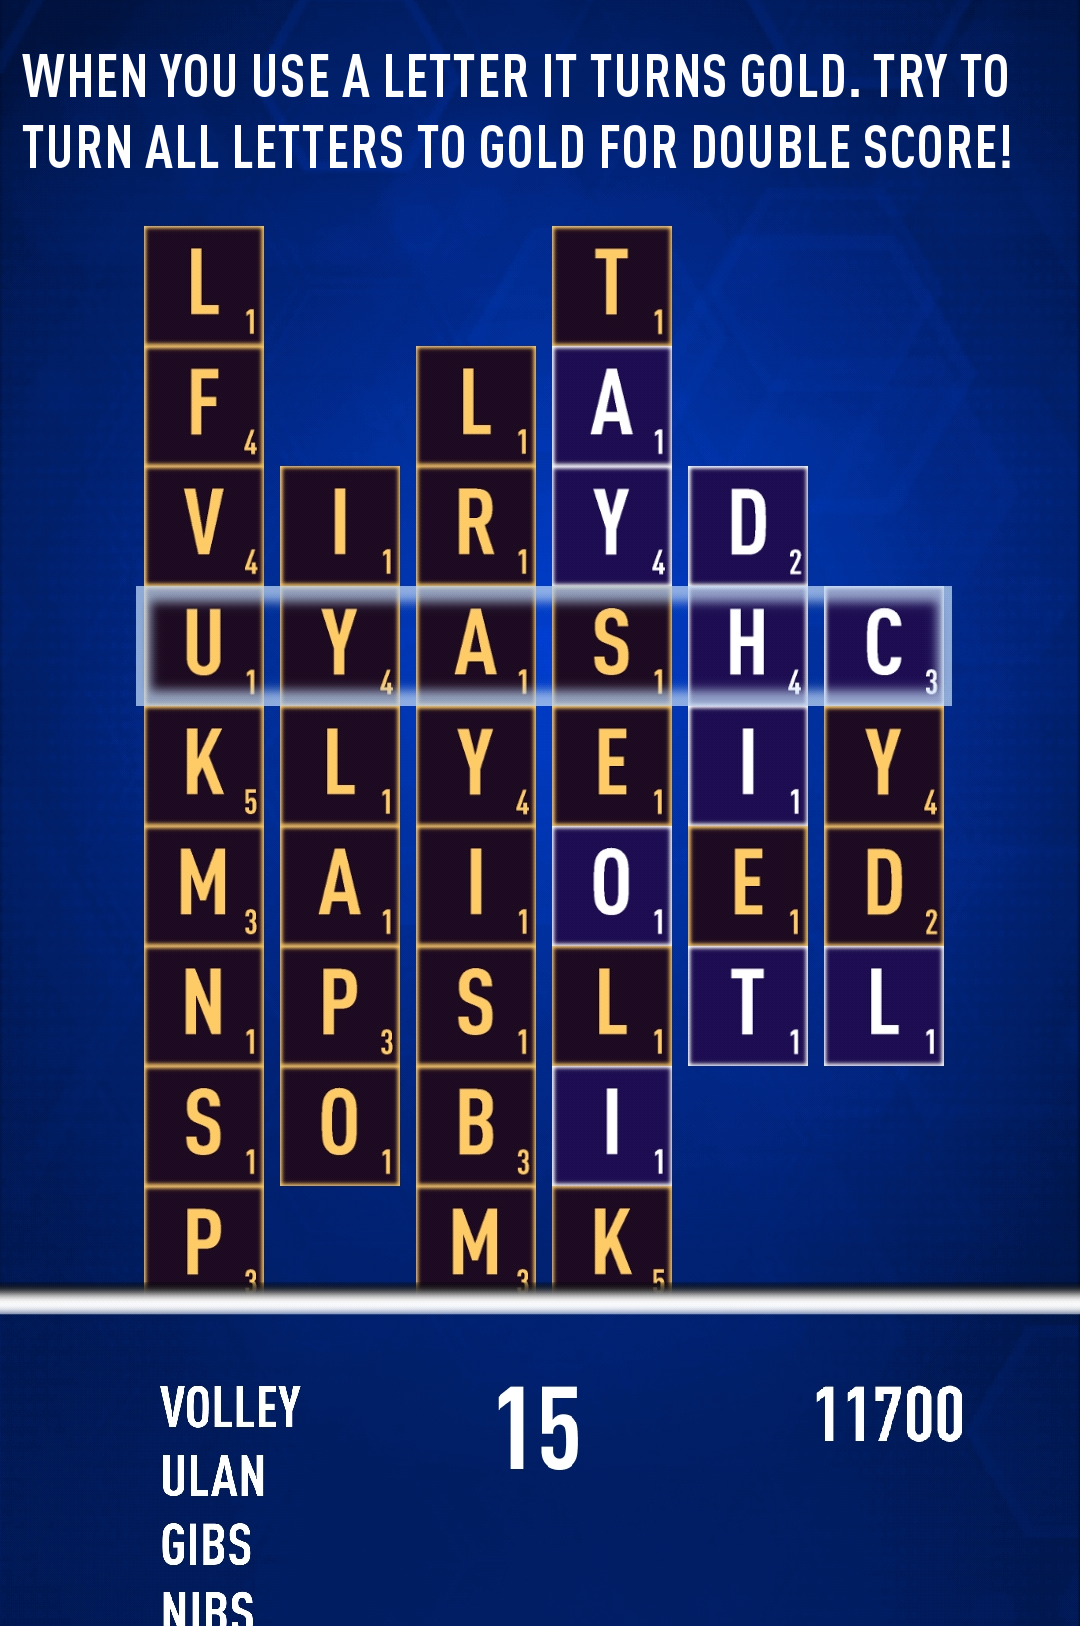 WHEN YOU USE A LETTER IT TURNS GOLD. TRY TO
TURN ALL LETTERS TO GOLD FOR DOUBLE SCORE!
L 1 T 1
F 4 L 1 A 1
V 4 I 1 R 1 Y 4 D 2
U 1 Y 4 A 1 S 1 H 4 C 3
K 5 L 1 Y 4 E 1 I 1 Y 4
M 3 A 1 I 1 O 1 E 1 D 2
N 1 P 3 S 1 L 1 T 1 L 1
S 1 O 1 B 3 I 1
P 3 M 3 K 5
VOLLEY 15 11700
ULAN
GIBS
NIBS